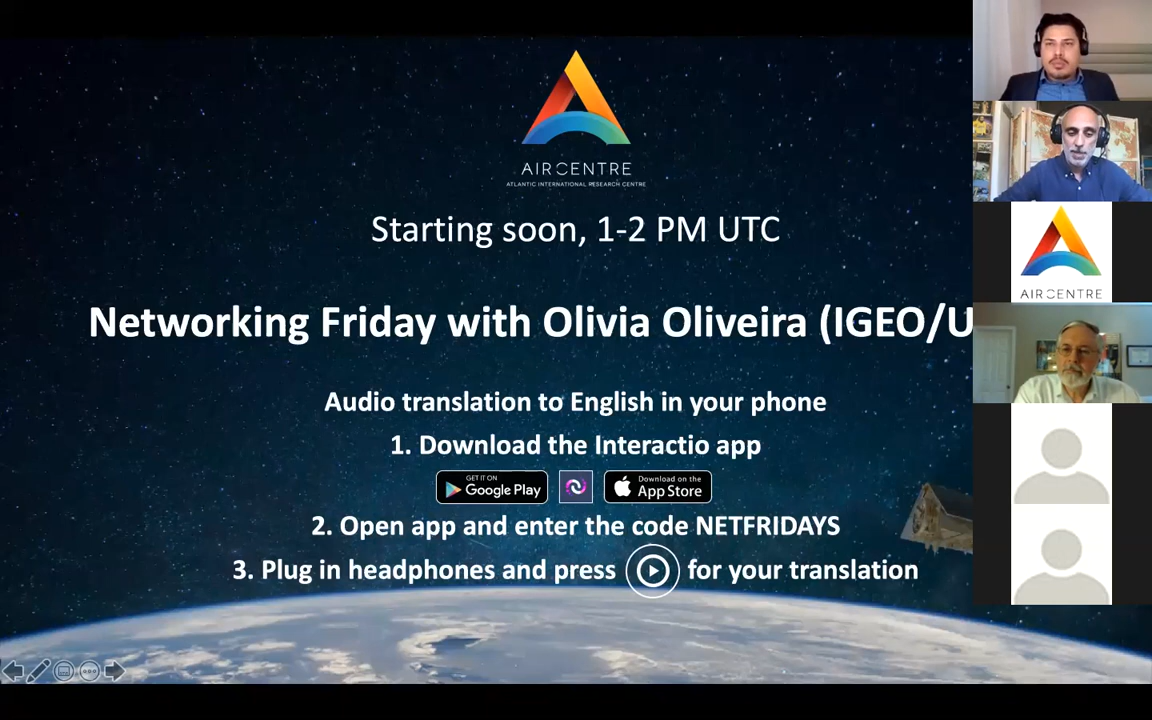 AIRCENTRE
ATLANTIC INTERNATIONAL RESEARCH CENTRE
Starting soon, 1-2 PM UTC
Networking Friday with Olivia Oliveira (IGEO/U
Audio translation to English in your phone
1. Download the Interactio app
GET IT ON
Google Play
Download on the
App Store
2. Open app and enter the code NETFRIDAYS
3. Plug in headphones and press for your translation
AIRCENTRE